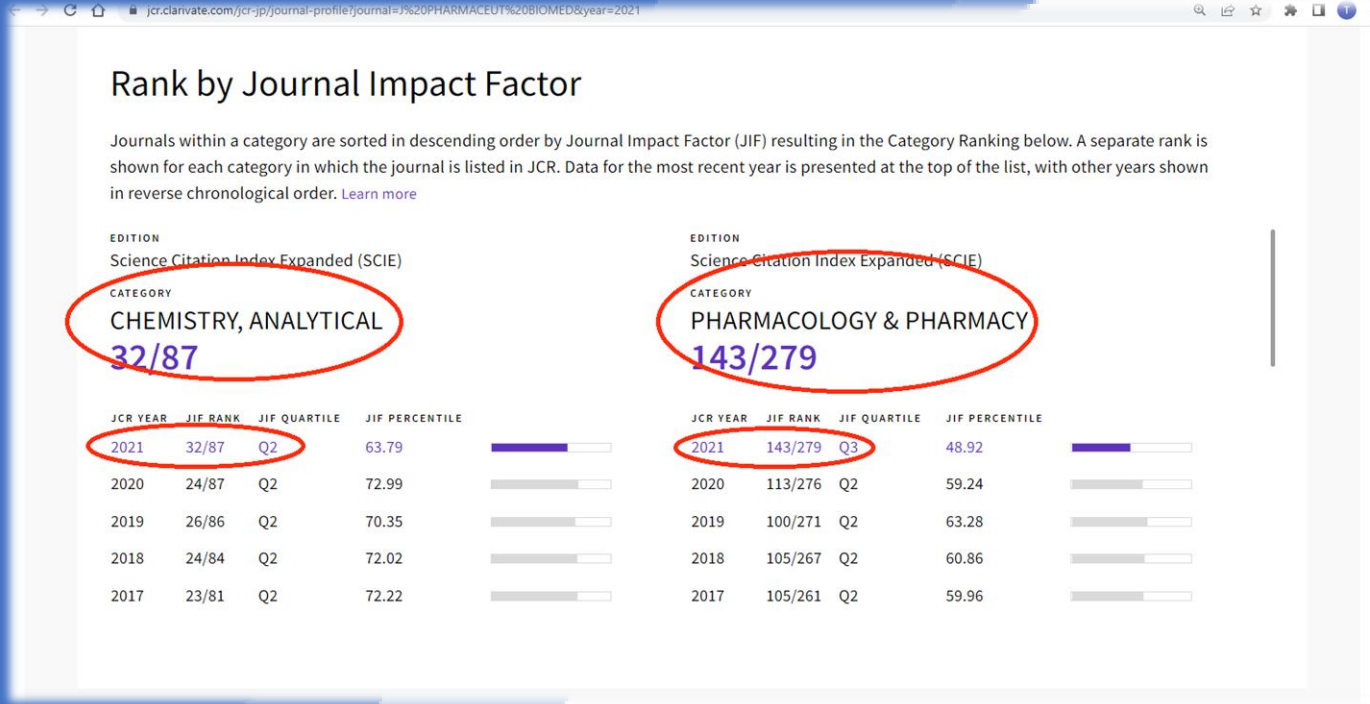 jcr.clarivate.com/jcr-jp/journal-profile?journal=J%20PHARMACEUT%20BIOMED&year=2021
T
Rank by Journal Impact Factor
Journals within a category are sorted in descending order by Journal Impact Factor (JIF) resulting in the Category Ranking below. A separate rank is
shown for each category in which the journal is listed in JCR. Data for the most recent year is presented at the top of the list, with other years shown
in reverse chronological order. Learn more
EDITION
Science Citation Index Expanded (SCIE)
CATEGORY
CHEMISTRY, ANALYTICAL
32/87
JCR YEAR JIF RANK JIF QUARTILE JIF PERCENTILE
2021 32/87 Q2 63.79
2020 24/87 Q2 72.99
2019 26/86 Q2 70.35
2018 24/84 Q2 72.02
2017 23/81 Q2 72.22
EDITION
Science Citation Index Expanded (SCIE)
CATEGORY
PHARMACOLOGY & PHARMACY
143/279
JCR YEAR JIF RANK JIF QUARTILE JIF PERCENTILE
2021 143/279 Q3 48.92
2020 113/276 Q2 59.24
2019 100/271 Q2 63.28
2018 105/267 Q2 60.86
2017 105/261 Q2 59.96